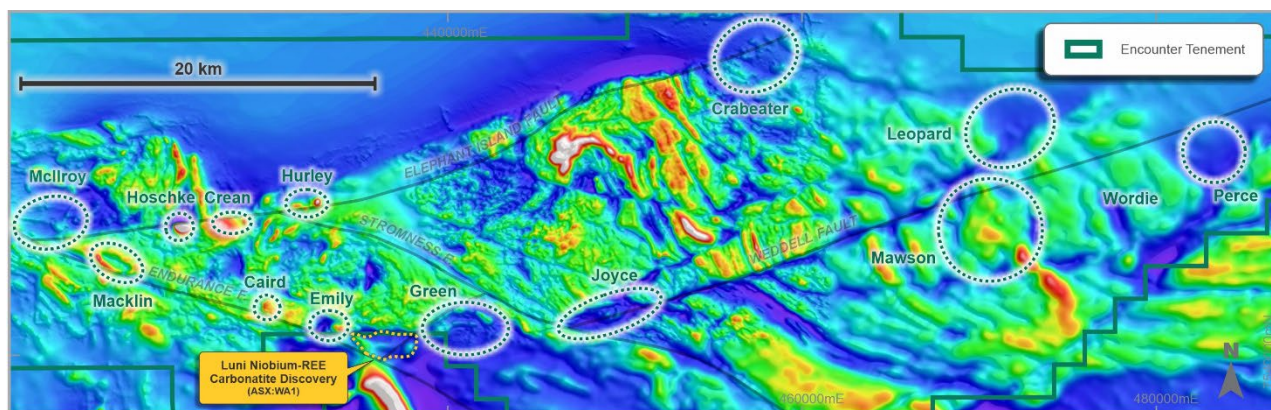 440000mE
480000mE
Encounter Tenement
20 km
Crabeater
ELEPHANT ISLAND FAULT
Leopard
McIlroy
Hoschke
Crean
Hurley
STROMNESS F.
WEDDELL FAULT
Wordie
Perce
Mawson
Macklin
ENDURANCE F.
Caird
Emily
Green
Joyce
Luni Niobium-REE
Carbonatite Discovery
(ASX:WA1)
N
460000mE
480000mE